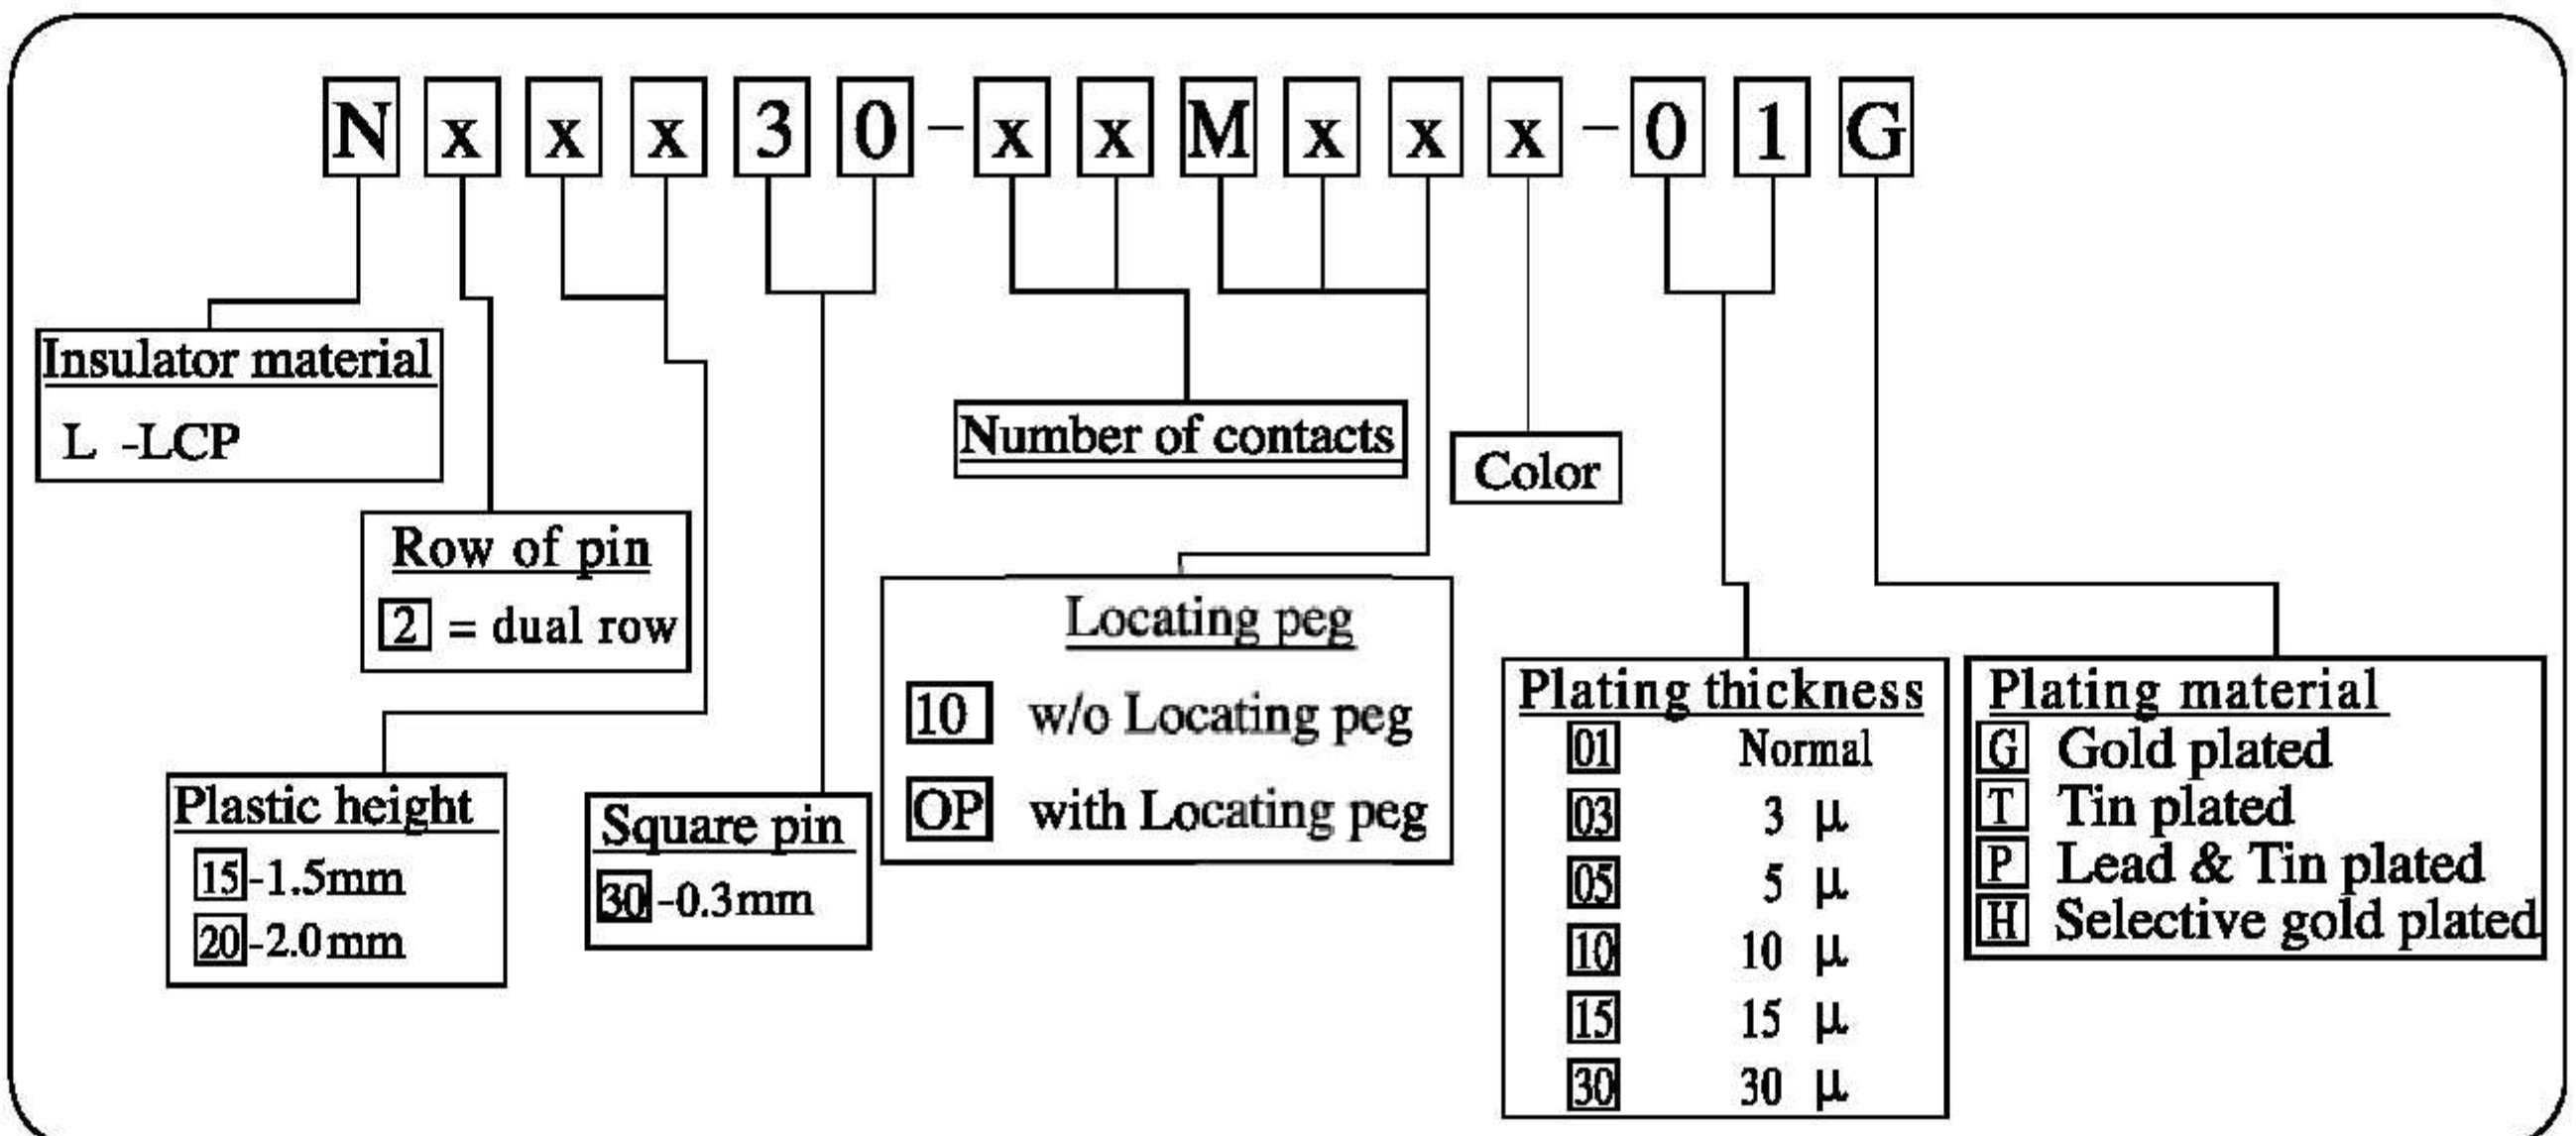 N x x x 3 0 - x x M x x x - 0 1 G
Insulator material
L -LCP
Row of pin
2 = dual row
Plastic height
15-1.5mm
20-2.0mm
Square pin
30-0.3mm
Number of contacts
Locating peg
10 w/o Locating peg
OP with Locating peg
Color
Plating thickness
01 Normal
03 3 μ
05 5 μ
10 10 μ
15 15 μ
30 30 μ
Plating material
G Gold plated
T Tin plated
P Lead & Tin plated
H Selective gold plated